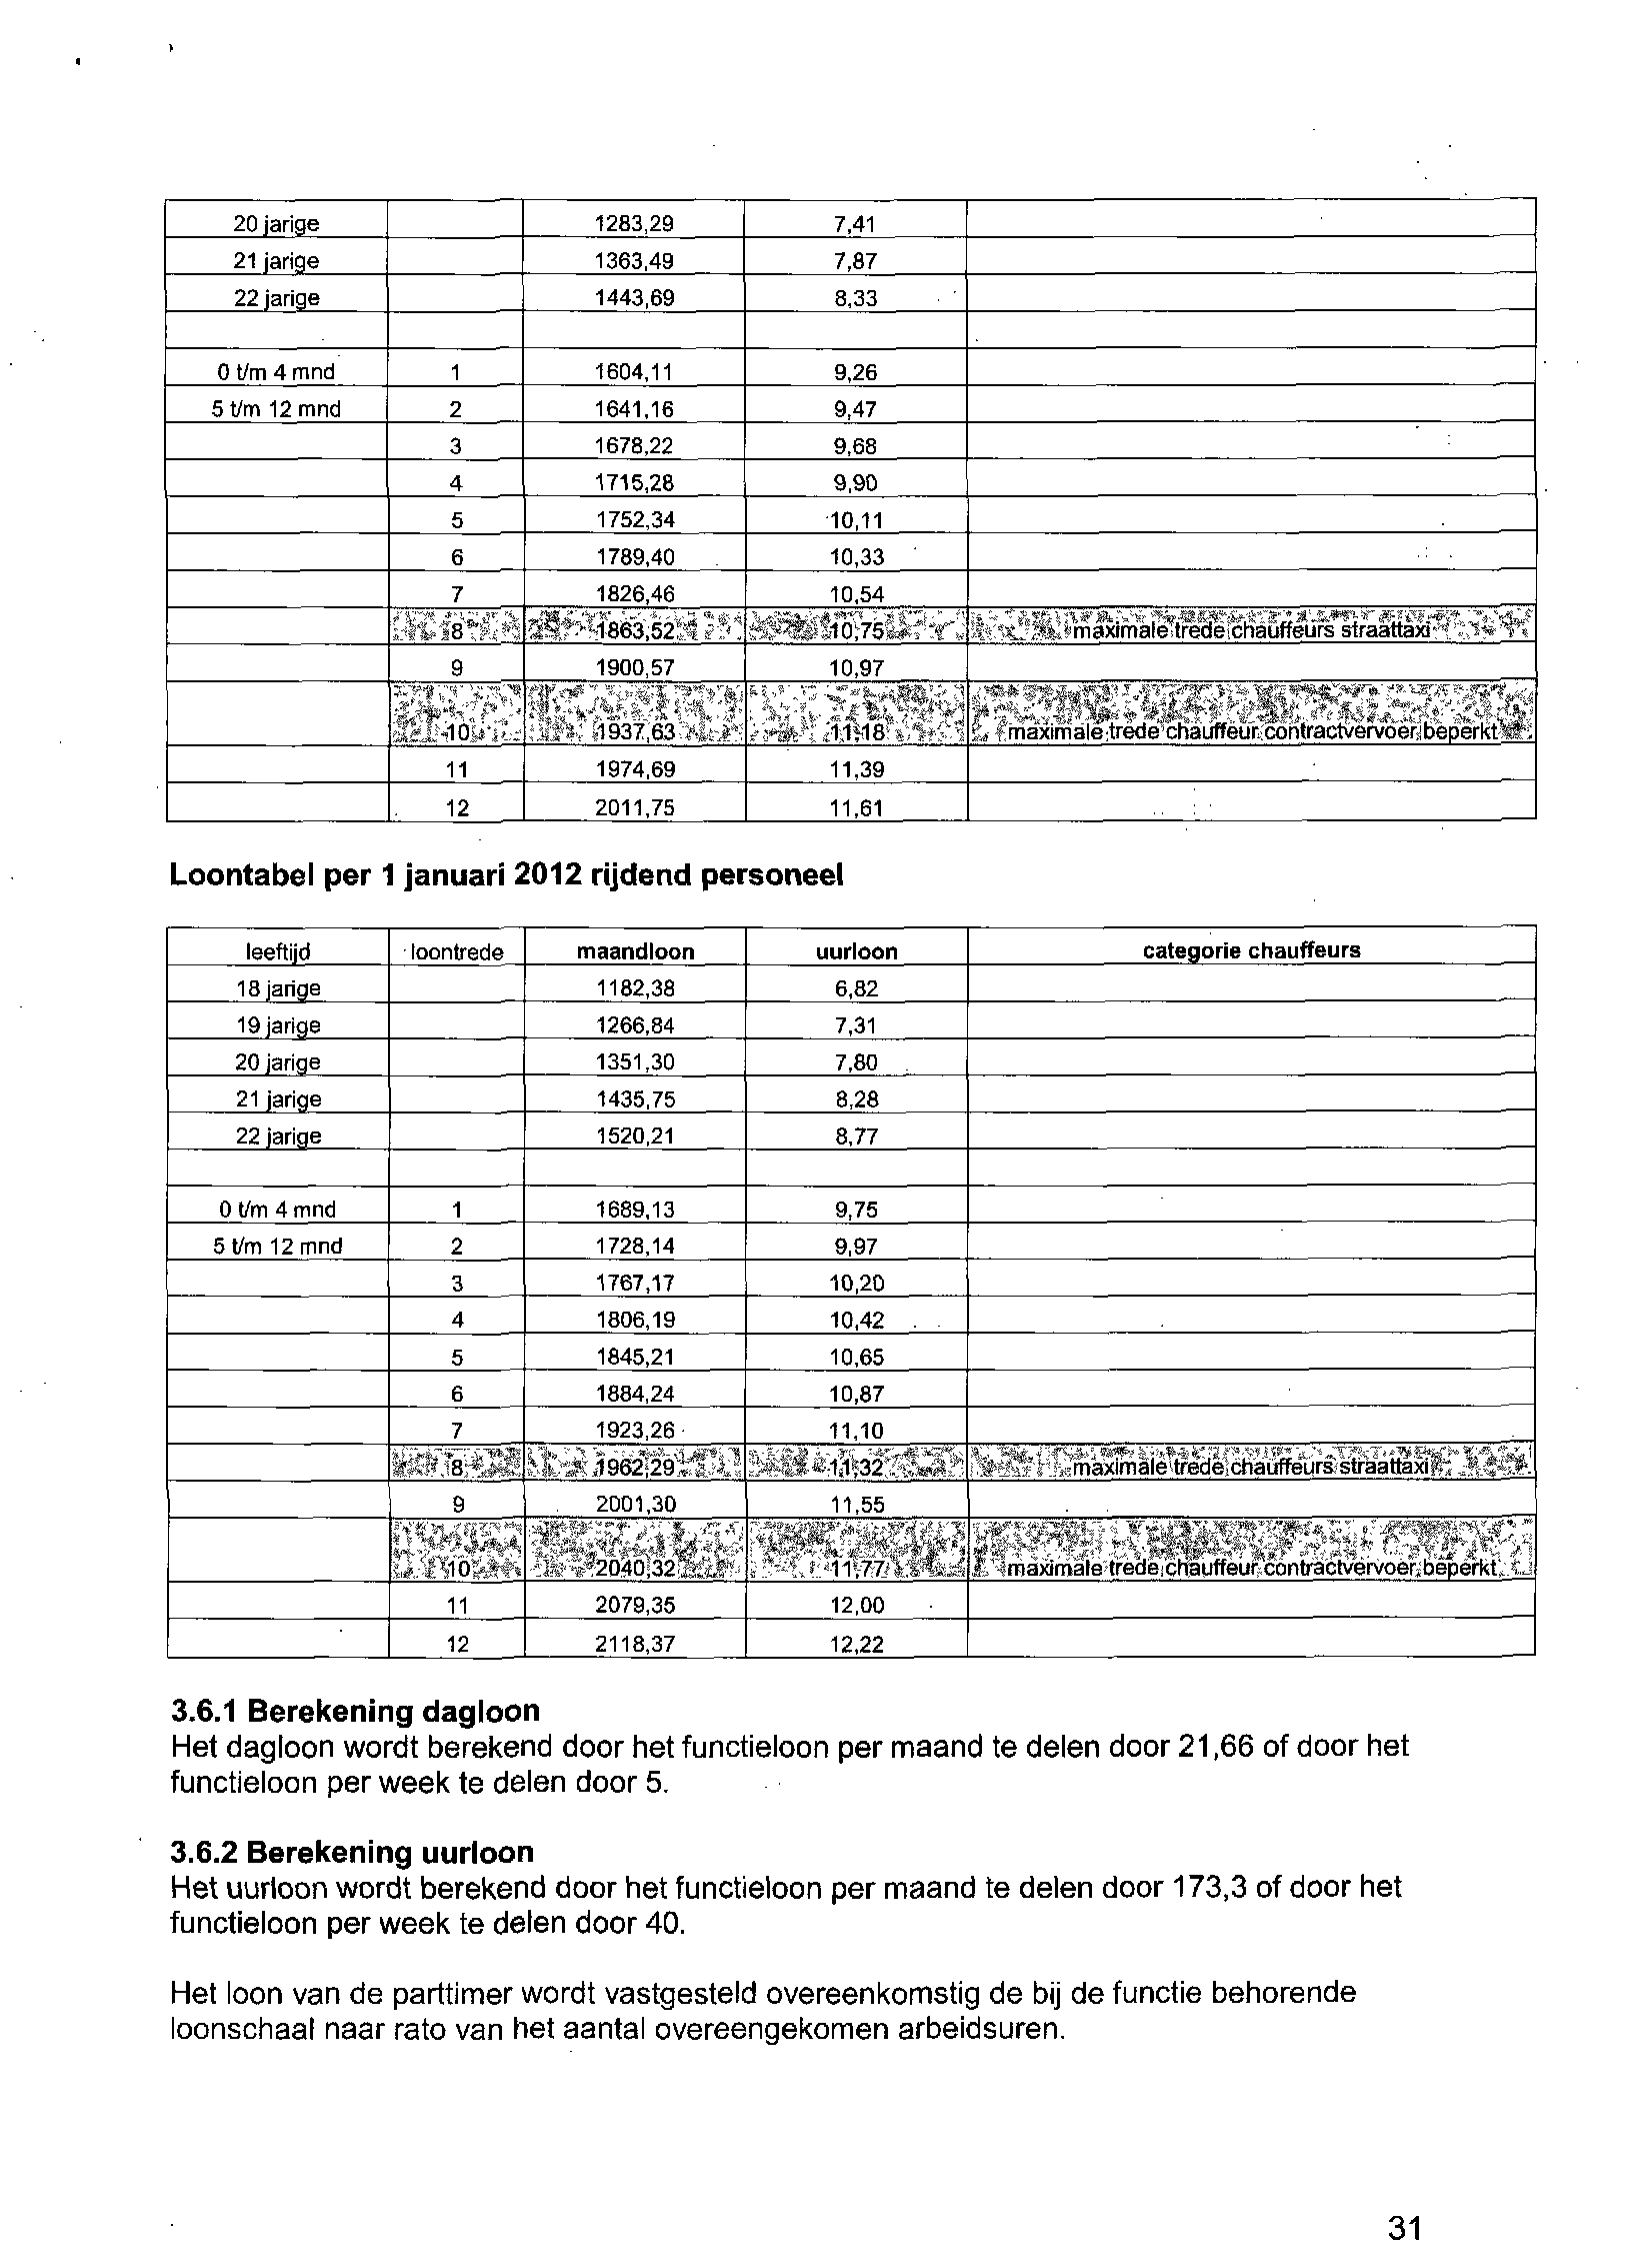 20 jarige 1283,29 7,41
21 jarige 1363,49 7,87
22 jarige 1443,69 8,33
0 t/m 4 mnd 1 1604,11 9,26
5 t/m 12 mnd 2 1641,16 9,47
3 1678,22 9,68
4 1715,28 9,90
5 1752,34 10,11
6 1789,40 10,33
7 1826,46 10,54
8 1863,52 10,75 maximale trede chauffeurs straattaxi
9 1900,57 10,97
10 1937,63 11,18 maximale trede chauffeur contractvervoer beperkt
11 1974,69 11,39
12 2011,75 11,61
Loontabel per 1 januari 2012 rijdend personeel
leeftijd loontrede maandloon uurloon categorie chauffeurs
18 jarige 1182,38 6,82
19 jarige 1266,84 7,31
20 jarige 1351,30 7,80
21 jarige 1435,75 8,28
22 jarige 1520,21 8,77
0 t/m 4 mnd 1 1689,13 9,75
5 t/m 12 mnd 2 1728,14 9,97
3 1767,17 10,20
4 1806,19 10,42
5 1845,21 10,65
6 1884,24 10,87
7 1923,26 11,10
8 1962,29 11,32 maximale trede chauffeurs straattaxi
9 2001,30 11,55
10 2040,32 11,77 maximale trede chauffeur contractvervoer beperkt
11 2079,35 12,00
12 2118,37 12,22
3.6.1 Berekening dagloon
Het dagloon wordt berekend door het functieloon per maand te delen door 21,66 of door het
functieloon per week te delen door 5.
3.6.2 Berekening uurloon
Het uurloon wordt berekend door het functieloon per maand te delen door 173,3 of door het
functieloon per week te delen door 40.
Het loon van de parttimer wordt vastgesteld overeenkomstig de bij de functie behorende
loonschaal naar rato van het aantal overeengekomen arbeidsuren.
31